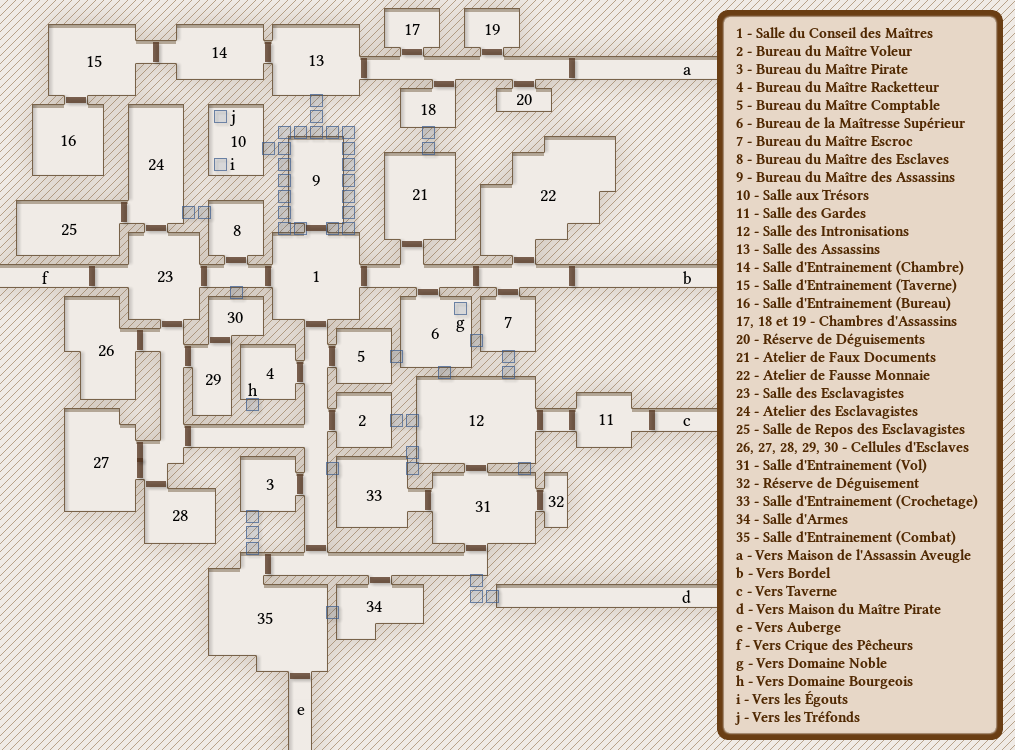 17
19
15
14
13
a
18
20
j
10
i
16
24
9
21
22
25
8
f
23
1
b
30
6
g
7
26
5
29
4
h
2
12
11
c
27
3
33
31
32
28
d
35
34
e
1 - Salle du Conseil des Maîtres
2 - Bureau du Maître Voleur
3 - Bureau du Maître Pirate
4 - Bureau du Maître Racketteur
5 - Bureau du Maître Comptable
6 - Bureau de la Maîtresse Supérieur
7 - Bureau du Maître Escroc
8 - Bureau du Maître des Esclaves
9 - Bureau du Maître des Assassins
10 - Salle aux Trésors
11 - Salle des Gardes
12 - Salle des Intronisations
13 - Salle des Assassins
14 - Salle d'Entrainement (Chambre)
15 - Salle d'Entrainement (Taverne)
16 - Salle d'Entrainement (Bureau)
17, 18 et 19 - Chambres d'Assassins
20 - Réserve de Déguisements
21 - Atelier de Faux Documents
22 - Atelier de Fausse Monnaie
23 - Salle des Esclavagistes
24 - Atelier des Esclavagistes
25 - Salle de Repos des Esclavagistes
26, 27, 28, 29, 30 - Cellules d'Esclaves
31 - Salle d'Entrainement (Vol)
32 - Réserve de Déguisement
33 - Salle d'Entrainement (Crochetage)
34 - Salle d'Armes
35 - Salle d'Entrainement (Combat)
a - Vers Maison de l'Assassin Aveugle
b - Vers Bordel
c - Vers Taverne
d - Vers Maison du Maître Pirate
e - Vers Auberge
f - Vers Crique des Pêcheurs
g - Vers Domaine Noble
h - Vers Domaine Bourgeois
i - Vers les Égouts
j - Vers les Tréfonds